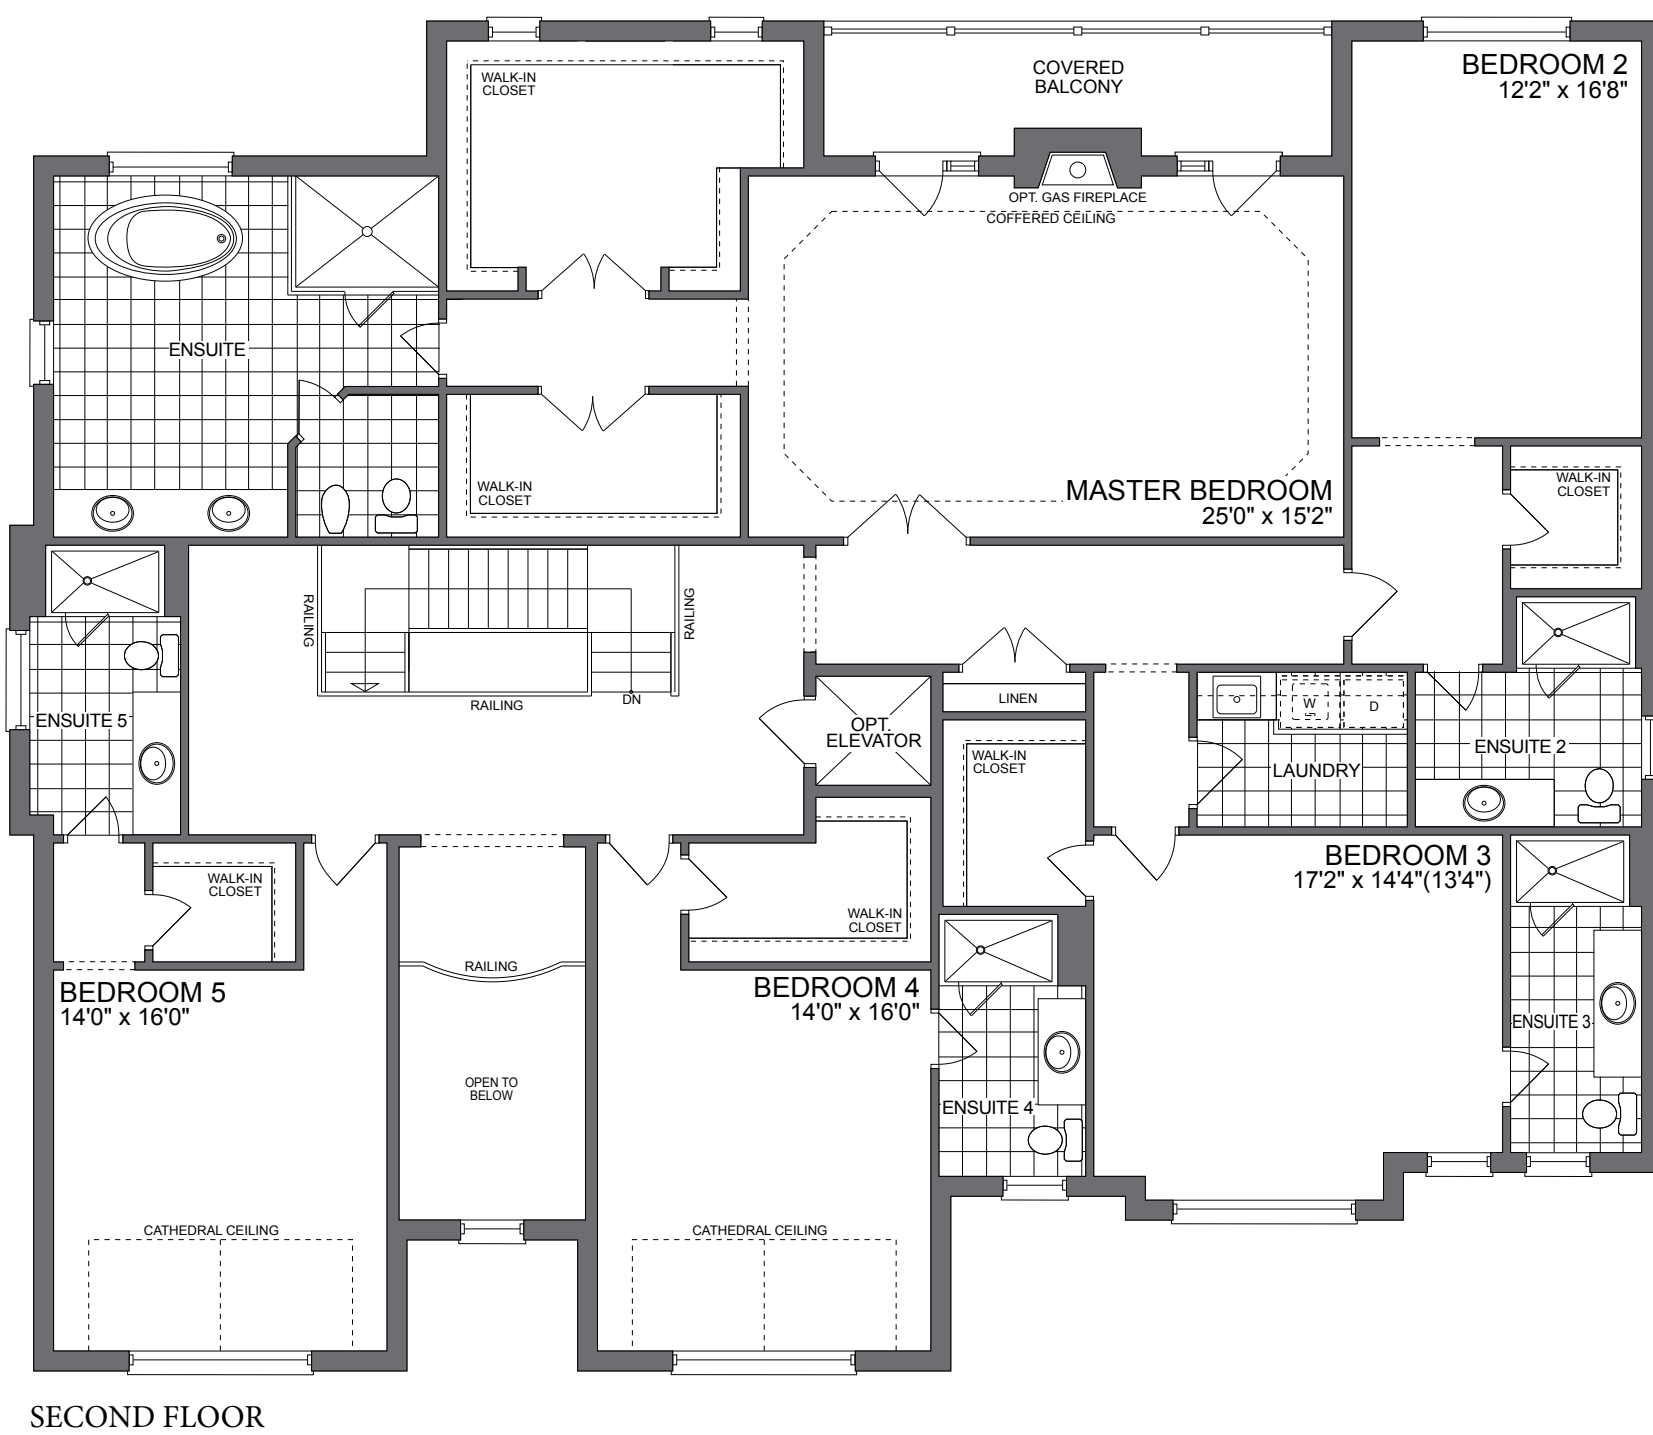 WALK-IN
CLOSET
COVERED
BALCONY
BEDROOM 2
12'2" x 16'8"
OPT. GAS FIREPLACE
COFFERED CEILING
ENSUITE
WALK-IN
CLOSET
MASTER BEDROOM
25'0" x 15'2"
WALK-IN
CLOSET
RAILING
RAILING
RAILING
DN
ENSUITE 5
OPT.
ELEVATOR
LINEN
W
D
LAUNDRY
ENSUITE 2
WALK-IN
CLOSET
WALK-IN
CLOSET
WALK-IN
CLOSET
BEDROOM 3
17'2" x 14'4"(13'4")
RAILING
BEDROOM 5
14'0" x 16'0"
BEDROOM 4
14'0" x 16'0"
ENSUITE 3
OPEN TO
BELOW
ENSUITE 4
CATHEDRAL CEILING
CATHEDRAL CEILING
SECOND FLOOR